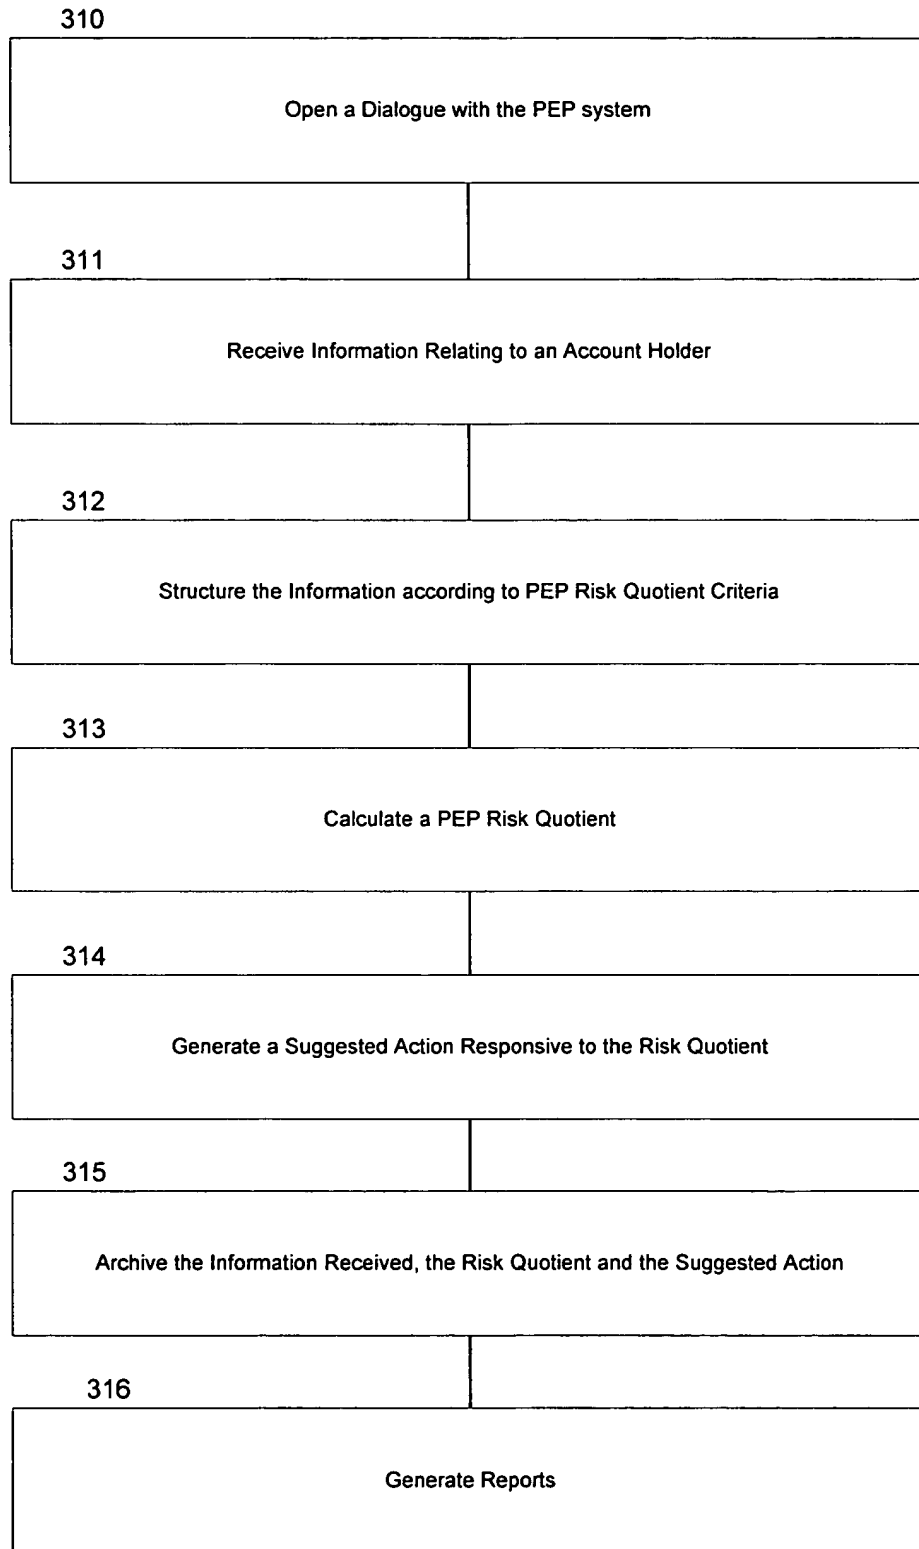 310
Open a Dialogue with the PEP system
311
Receive Information Relating to an Account Holder
312
Structure the Information according to PEP Risk Quotient Criteria
313
Calculate a PEP Risk Quotient
314
Generate a Suggested Action Responsive to the Risk Quotient
315
Archive the Information Received, the Risk Quotient and the Suggested Action
316
Generate Reports